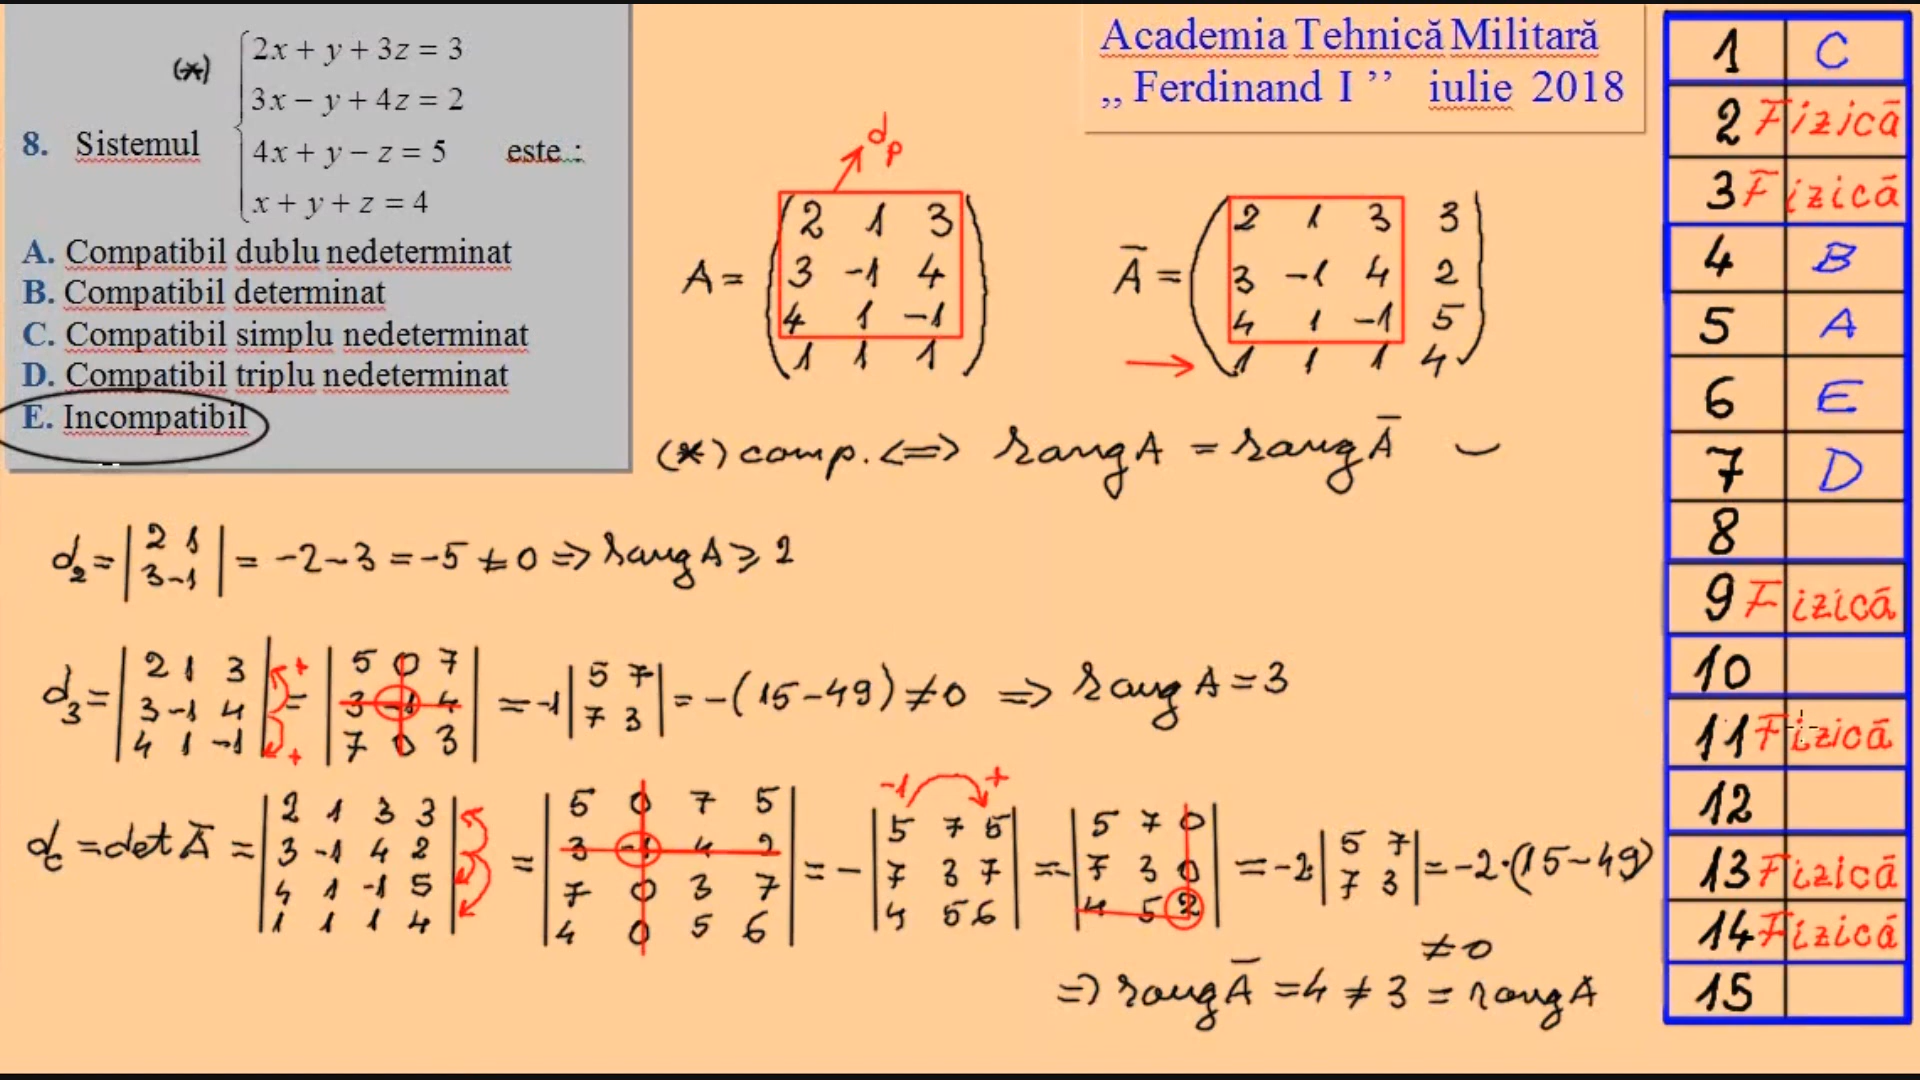 (*) 2x + y + 3z = 3
3x − y + 4z = 2
8. Sistemul 4x + y − z = 5 este :
x + y + z = 4
A. Compatibil dublu nedeterminat
B. Compatibil determinat
C. Compatibil simplu nedeterminat
D. Compatibil triplu nedeterminat
E. Incompatibil
Academia Tehnică Militară
,, Ferdinand I ’’ iulie 2018
dp
A =
2 1 3
3 -1 4
4 1 -1
1 1 1
Ā =
2 1 3 3
3 -1 4 2
4 1 -1 5
1 1 1 4
(*) comp. <=> rang A = rang Ā
d2 = | 2 1 |
| 3 -1 | = -2-3 = -5 ≠ 0 => rang A ⩾ 2
d3 =
| 2 1 3 |
| 3 -1 4 |
| 4 1 -1 |
+ +
=
| 5 0 7 |
| 3 -1 4 |
| 7 0 3 |
= -1 | 5 7 |
| 7 3 | = -(15-49) ≠ 0 => rang A = 3
dc = det Ā =
| 2 1 3 3 |
| 3 -1 4 2 |
| 4 1 -1 5 |
| 1 1 1 4 |
=
| 5 0 7 5 |
| 3 -1 4 2 |
| 7 0 3 7 |
| 4 0 5 6 |
= -
-1 +
| 5 7 5 |
| 7 3 7 |
| 4 5 6 |
= -
| 5 7 0 |
| 7 3 0 |
| 4 5 2 |
= -2· | 5 7 |
| 7 3 | = -2·(15-49)
≠ 0
=> rang Ā = 4 ≠ 3 = rang A
1 C
2 Fizică
3 Fizică
4 B
5 A
6 E
7 D
8
9 Fizică
10
11 Fizică
12
13 Fizică
14 Fizică
15